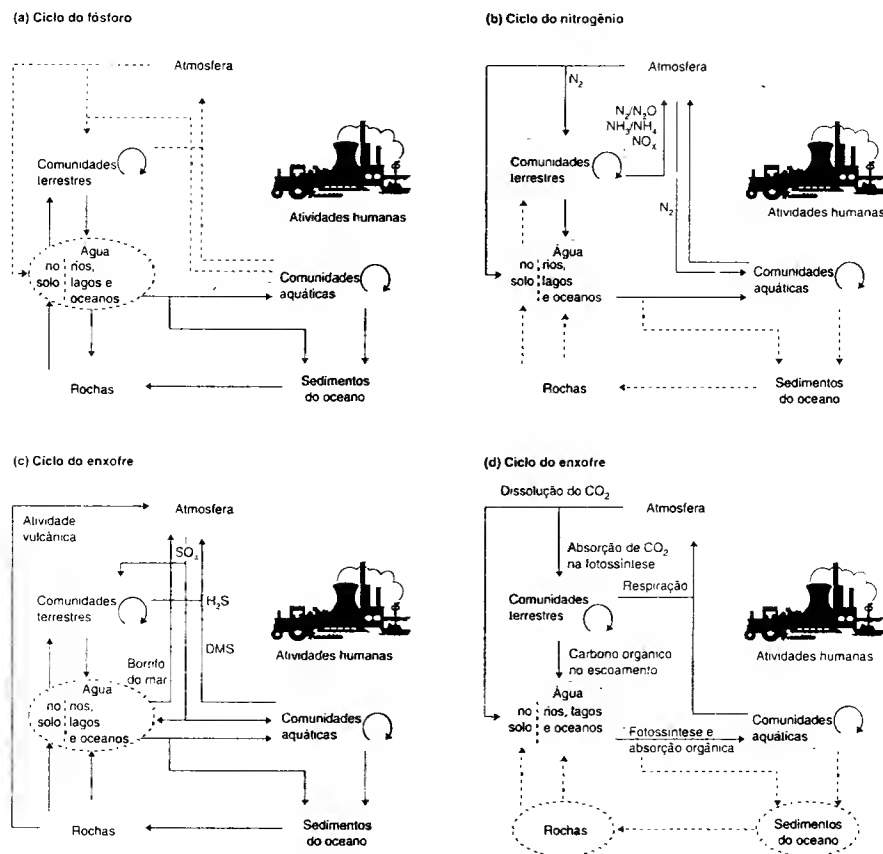 (a) Ciclo do fósforo
Atmosfera
Comunidades
terrestres
Atividades humanas
Água
no rios,
solo lagos e
oceanos
Comunidades
aquáticas
Rochas
Sedimentos
do oceano
(b) Ciclo do nitrogênio
Atmosfera
N₂
N₂/N₂O
NH₃/NH₄
NOₓ
Comunidades
terrestres
Atividades humanas
N₂
Água
no rios,
solo lagos
e oceanos
Comunidades
aquáticas
Rochas
Sedimentos
do oceano
(c) Ciclo do enxofre
Atmosfera
Atividade
vulcânica
Comunidades
terrestres
H₂S
DMS
Atividades humanas
Borrifo
do mar
Água
no rios,
solo lagos
e oceanos
Comunidades
aquáticas
Rochas
Sedimentos
do oceano
(d) Ciclo do enxofre
Dissolução do CO₂
Atmosfera
Absorção de CO₂
na fotossíntese
Respiração
Comunidades
terrestres
Atividades humanas
Carbono orgânico
no escoamento
Água
no rios, lagos
solo e oceanos
Fotossíntese e
absorção orgânica
Comunidades
aquáticas
Rochas
Sedimentos
do oceano